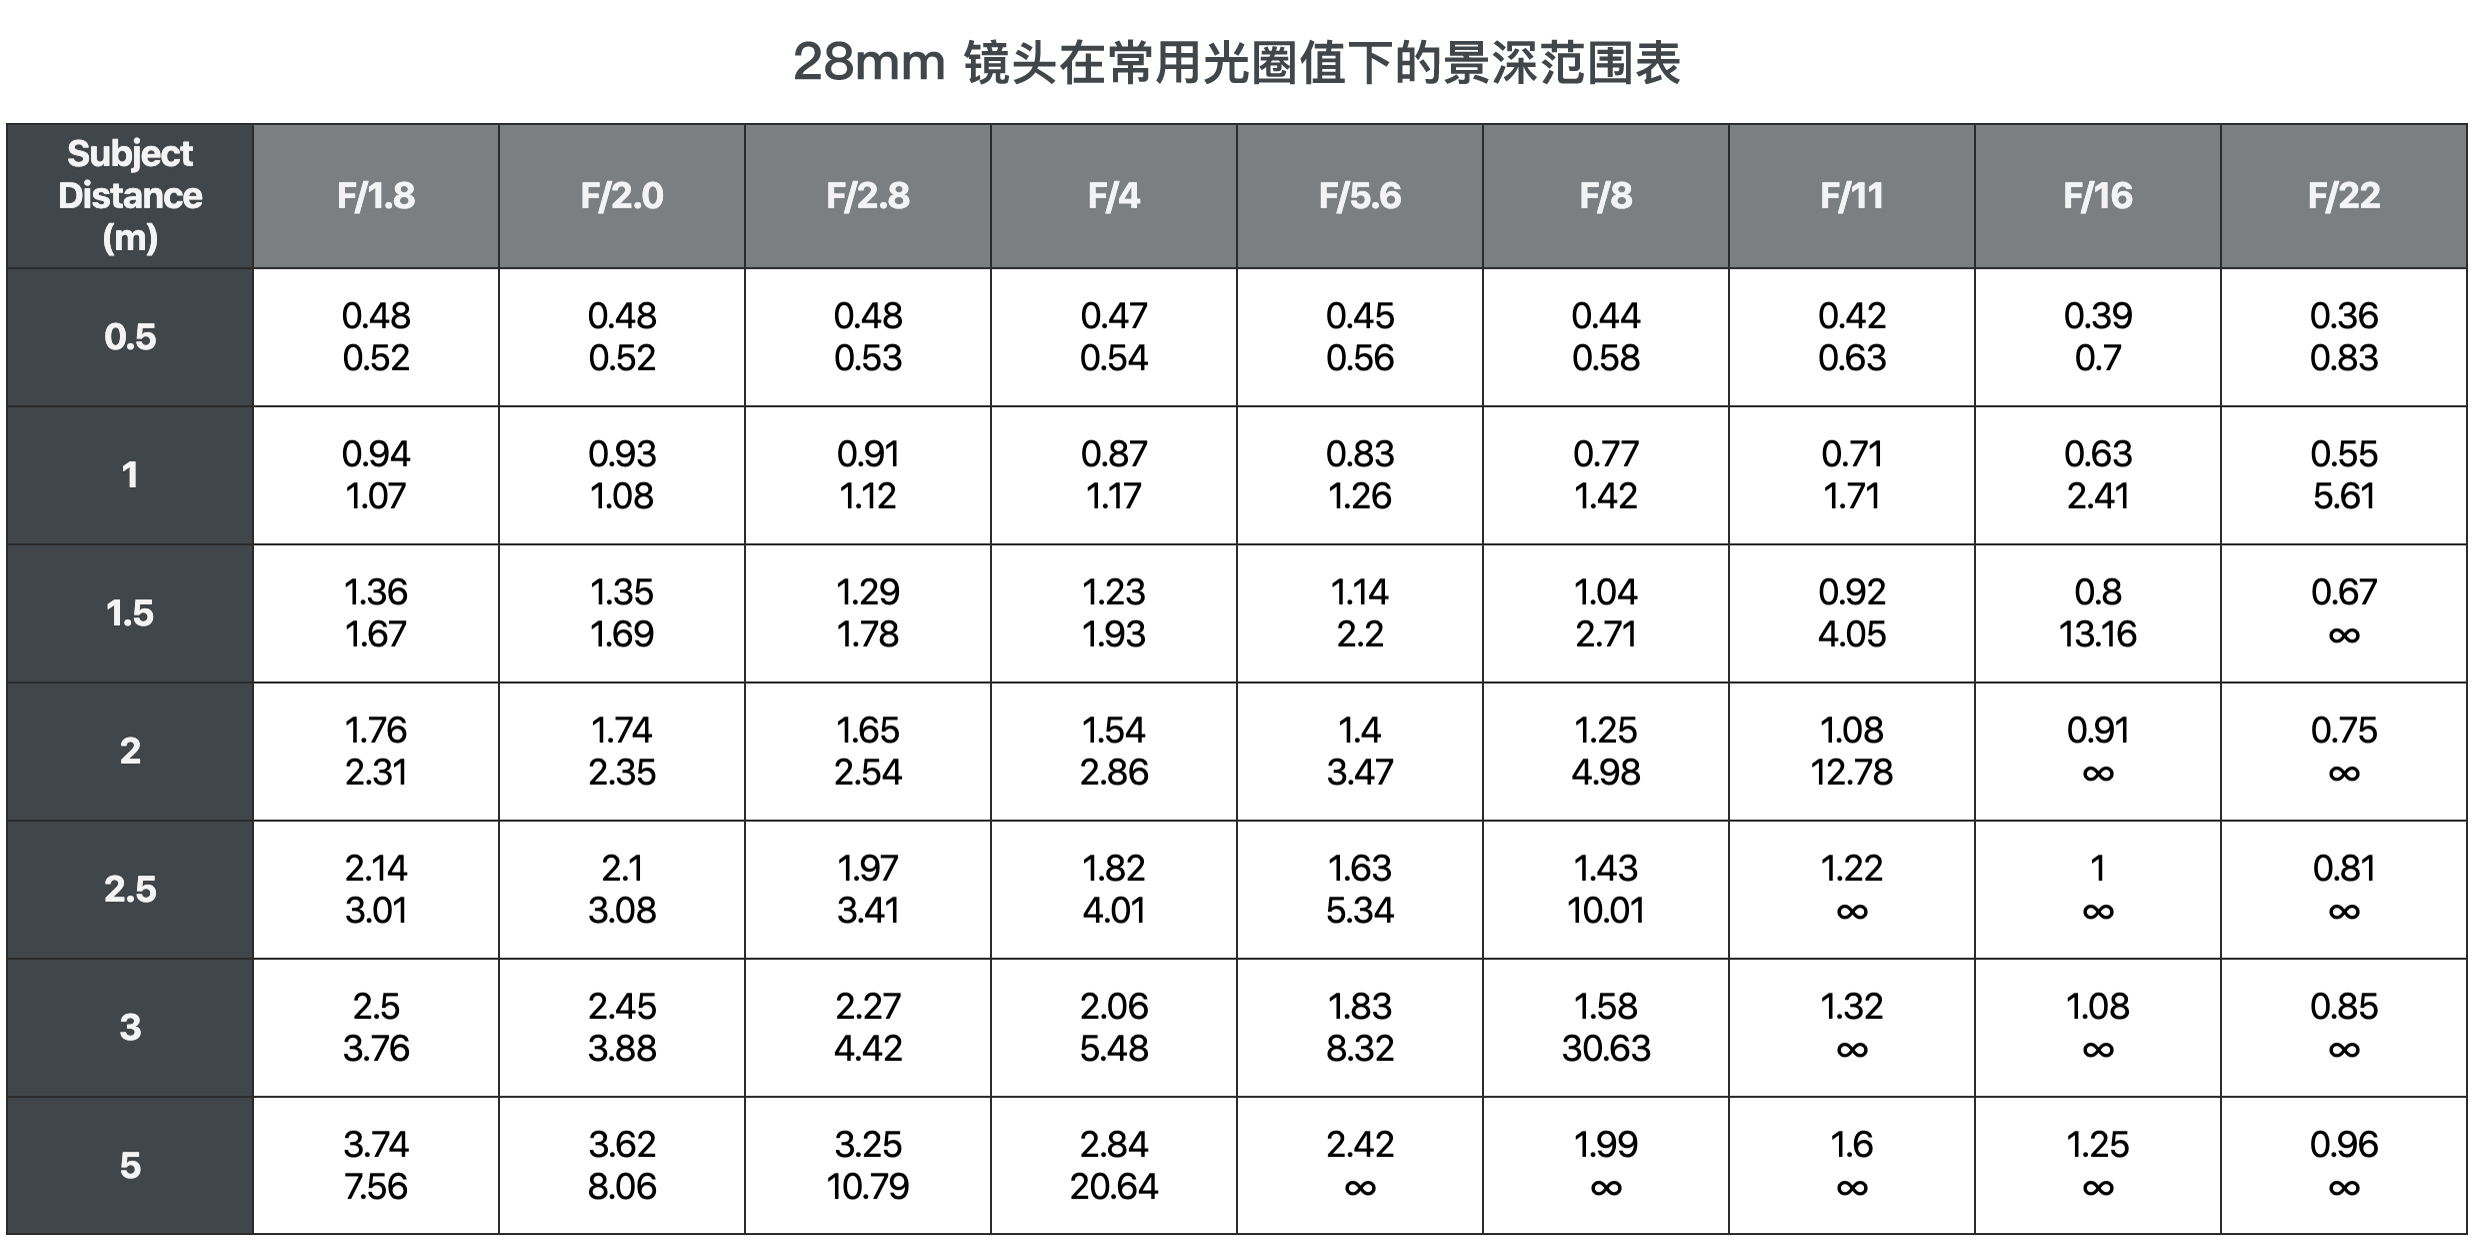 28mm 镜头在常用光圈值下的景深范围表
Subject
Distance
(m)
F/1.8 F/2.0 F/2.8 F/4 F/5.6 F/8 F/11 F/16 F/22
0.5
0.48 0.48 0.48 0.47 0.45 0.44 0.42 0.39 0.36
0.52 0.52 0.53 0.54 0.56 0.58 0.63 0.7 0.83
1
0.94 0.93 0.91 0.87 0.83 0.77 0.71 0.63 0.55
1.07 1.08 1.12 1.17 1.26 1.42 1.71 2.41 5.61
1.5
1.36 1.35 1.29 1.23 1.14 1.04 0.92 0.8 0.67
1.67 1.69 1.78 1.93 2.2 2.71 4.05 13.16 ∞
2
1.76 1.74 1.65 1.54 1.4 1.25 1.08 0.91 0.75
2.31 2.35 2.54 2.86 3.47 4.98 12.78 ∞ ∞
2.5
2.14 2.1 1.97 1.82 1.63 1.43 1.22 1 0.81
3.01 3.08 3.41 4.01 5.34 10.01 ∞ ∞ ∞
3
2.5 2.45 2.27 2.06 1.83 1.58 1.32 1.08 0.85
3.76 3.88 4.42 5.48 8.32 30.63 ∞ ∞ ∞
5
3.74 3.62 3.25 2.84 2.42 1.99 1.6 1.25 0.96
7.56 8.06 10.79 20.64 ∞ ∞ ∞ ∞ ∞